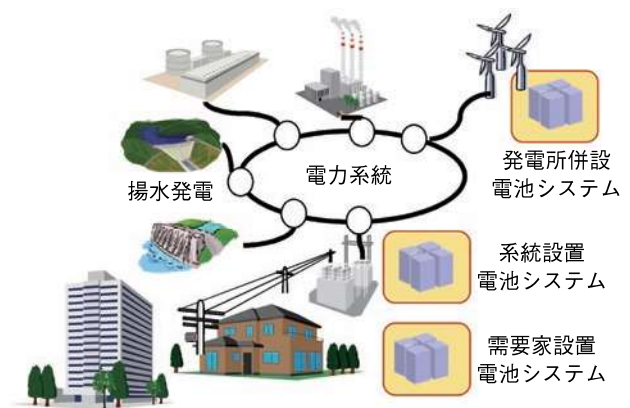 発電所併設
電池システム
揚水発電
電力系統
系統設置
電池システム
需要家設置
電池システム